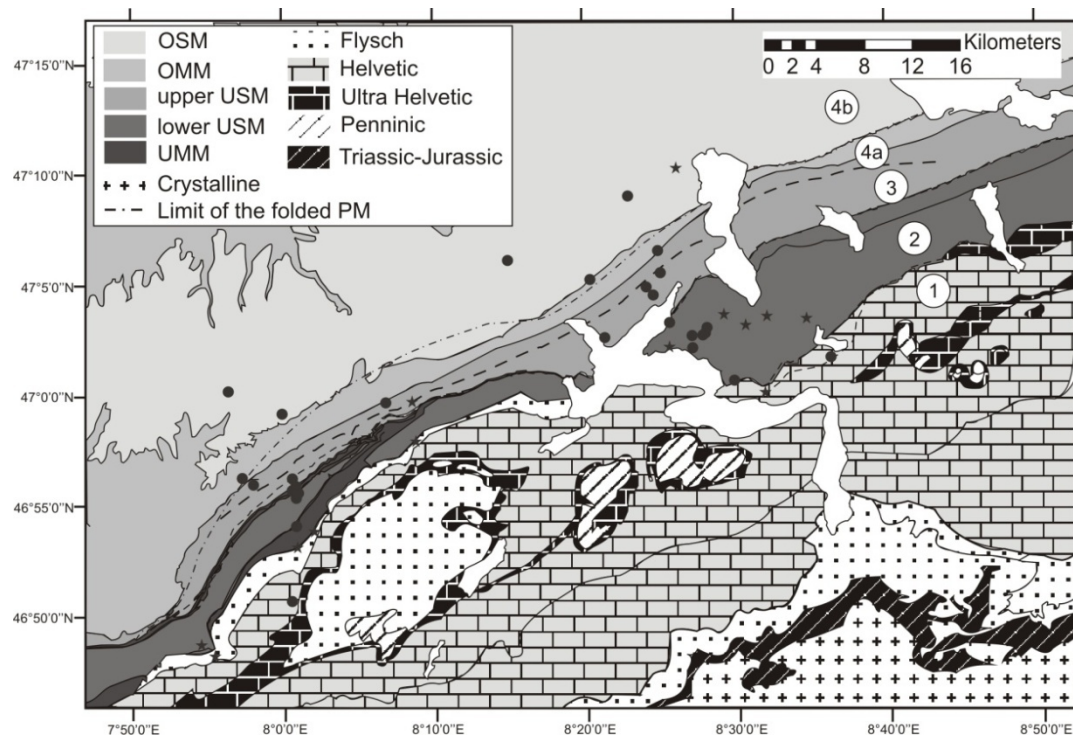 OSM
OMM
upper USM
lower USM
UMM
Crystalline
Limit of the folded PM
Flysch
Helvetic
Ultra Helvetic
Penninic
Triassic-Jurassic
Kilometers
0 2 4 8 12 16
47°15'0"N
47°10'0"N
47°5'0"N
47°0'0"N
46°55'0"N
46°50'0"N
4b
4a
3
2
1
7°50'0"E 8°0'0"E 8°10'0"E 8°20'0"E 8°30'0"E 8°40'0"E 8°50'0"E